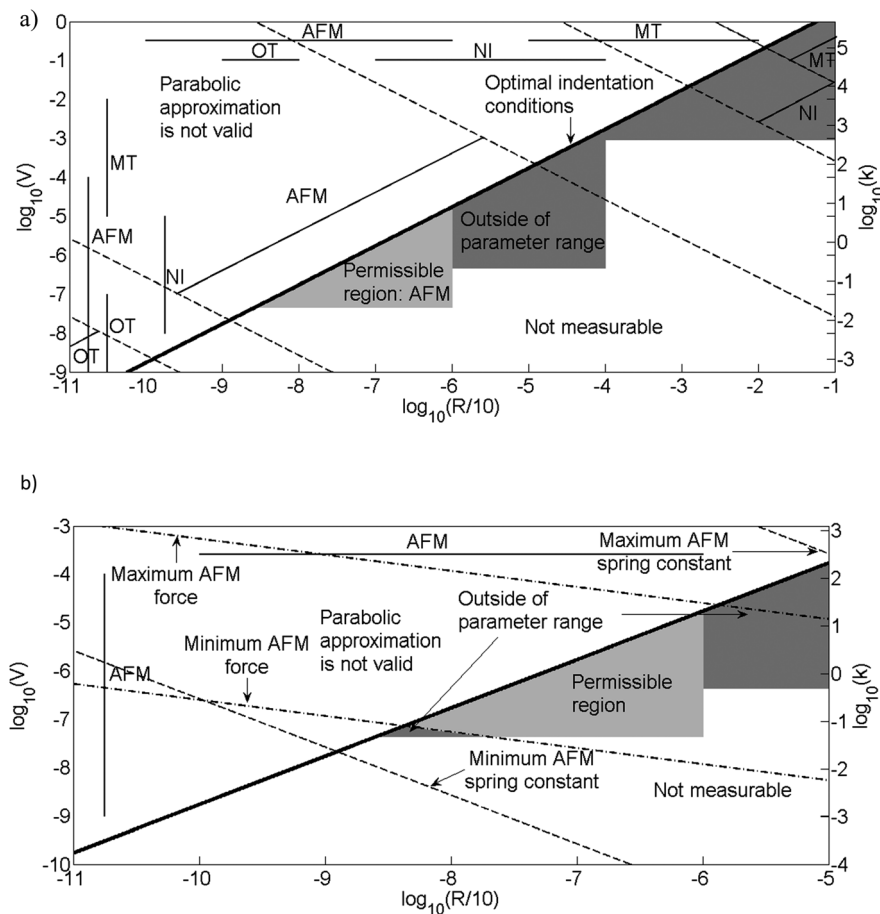 a)
0
-1
-2
-3
-4
-5
-6
-7
-8
-9
log10(V)
AFM
OT
MT
NI
Parabolic
approximation
is not valid
Optimal indentation
conditions
MT
NI
MT
AFM
NI
AFM
OT
OT
Outside of
parameter range
Permissible
region: AFM
Not measurable
5
4
3
2
1
0
-1
-2
-3
log10(k)
-11 -10 -9 -8 -7 -6 -5 -4 -3 -2 -1
log10(R/10)
b)
-3
-4
-5
-6
-7
-8
-9
-10
log10(V)
AFM
Maximum AFM
spring constant
Maximum AFM
force
Parabolic
approximation
is not valid
Outside of
parameter range
Minimum AFM
force
AFM
Permissible
region
Minimum AFM
spring constant
Not measurable
3
2
1
0
-1
-2
-3
-4
log10(k)
-11 -10 -9 -8 -7 -6 -5
log10(R/10)